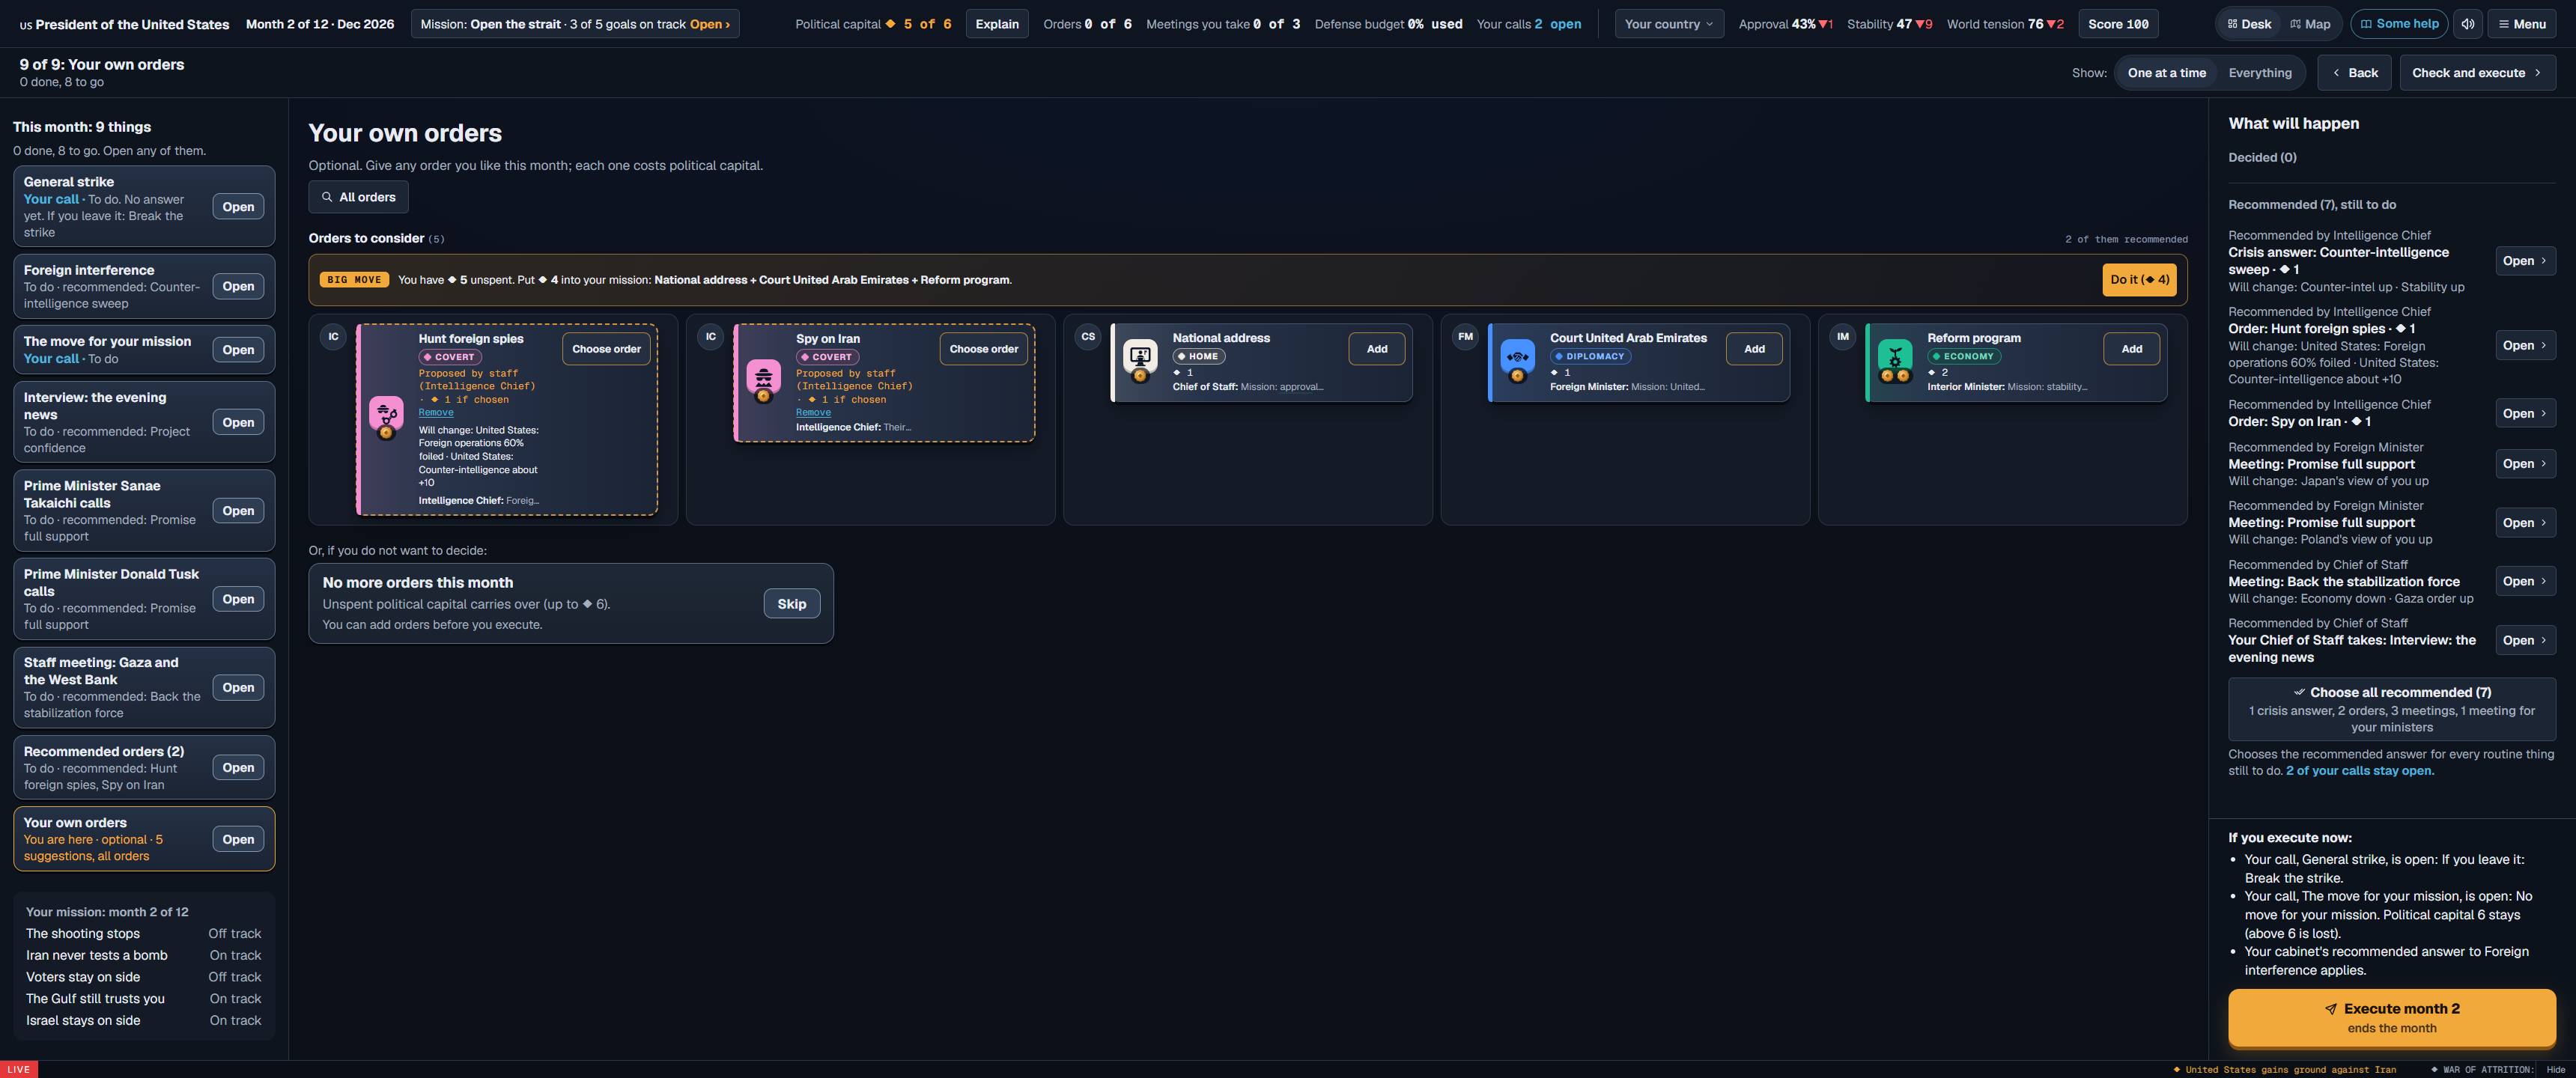 US President of the United States
Month 2 of 12 · Dec 2026
Mission: Open the strait · 3 of 5 goals on track Open ›
Political capital ◆ 5 of 6
Explain
Orders 0 of 6
Meetings you take 0 of 3
Defense budget 0% used
Your calls 2 open
Your country
Approval 43% ▼1
Stability 47 ▼9
World tension 76 ▼2
Score 100
Desk
Map
Some help
Menu
9 of 9: Your own orders
0 done, 8 to go
Show:
One at a time
Everything
Back
Check and execute
This month: 9 things
0 done, 8 to go. Open any of them.
General strike
Your call · To do. No answer
yet. If you leave it: Break the
strike
Open
Foreign interference
To do · recommended: Counter-
intelligence sweep
Open
The move for your mission
Your call · To do
Open
Interview: the evening
news
To do · recommended: Project
confidence
Open
Prime Minister Sanae
Takaichi calls
To do · recommended: Promise
full support
Open
Prime Minister Donald Tusk
calls
To do · recommended: Promise
full support
Open
Staff meeting: Gaza and
the West Bank
To do · recommended: Back the
stabilization force
Open
Recommended orders (2)
To do · recommended: Hunt
foreign spies, Spy on Iran
Open
Your own orders
You are here · optional · 5
suggestions, all orders
Open
Your mission: month 2 of 12
The shooting stops Off track
Iran never tests a bomb On track
Voters stay on side Off track
The Gulf still trusts you On track
Israel stays on side On track
Your own orders
Optional. Give any order you like this month; each one costs political capital.
All orders
Orders to consider (5)
2 of them recommended
BIG MOVE You have ◆ 5 unspent. Put ◆ 4 into your mission: National address + Court United Arab Emirates + Reform program.
Do it (◆ 4)
IC
Hunt foreign spies
COVERT
Proposed by staff
(Intelligence Chief)
· ◆ 1 if chosen
Remove
Will change: United States:
Foreign operations 60%
foiled · United States:
Counter-intelligence about
+10
Intelligence Chief: Foreig…
Choose order
IC
Spy on Iran
COVERT
Proposed by staff
(Intelligence Chief)
· ◆ 1 if chosen
Remove
Intelligence Chief: Their…
Choose order
CS
National address
HOME
◆ 1
Chief of Staff: Mission: approval…
Add
FM
Court United Arab Emirates
DIPLOMACY
◆ 1
Foreign Minister: Mission: United…
Add
IM
Reform program
ECONOMY
◆ 2
Interior Minister: Mission: stability…
Add
Or, if you do not want to decide:
No more orders this month
Unspent political capital carries over (up to ◆ 6).
You can add orders before you execute.
Skip
What will happen
Decided (0)
Recommended (7), still to do
Recommended by Intelligence Chief
Crisis answer: Counter-intelligence
sweep · ◆ 1
Will change: Counter-intel up · Stability up
Open ›
Recommended by Intelligence Chief
Order: Hunt foreign spies · ◆ 1
Will change: United States: Foreign
operations 60% foiled · United States:
Counter-intelligence about +10
Open ›
Recommended by Intelligence Chief
Order: Spy on Iran · ◆ 1
Open ›
Recommended by Foreign Minister
Meeting: Promise full support
Will change: Japan's view of you up
Open ›
Recommended by Foreign Minister
Meeting: Promise full support
Will change: Poland's view of you up
Open ›
Recommended by Chief of Staff
Meeting: Back the stabilization force
Will change: Economy down · Gaza order up
Open ›
Recommended by Chief of Staff
Your Chief of Staff takes: Interview: the
evening news
Open ›
Choose all recommended (7)
1 crisis answer, 2 orders, 3 meetings, 1 meeting for
your ministers
Chooses the recommended answer for every routine thing
still to do. 2 of your calls stay open.
If you execute now:
• Your call, General strike, is open: If you leave it:
Break the strike.
• Your call, The move for your mission, is open: No
move for your mission. Political capital 6 stays
(above 6 is lost).
• Your cabinet's recommended answer to Foreign
interference applies.
Execute month 2
ends the month
LIVE
◆ United States gains ground against Iran
◆ WAR OF ATTRITION:
Hide